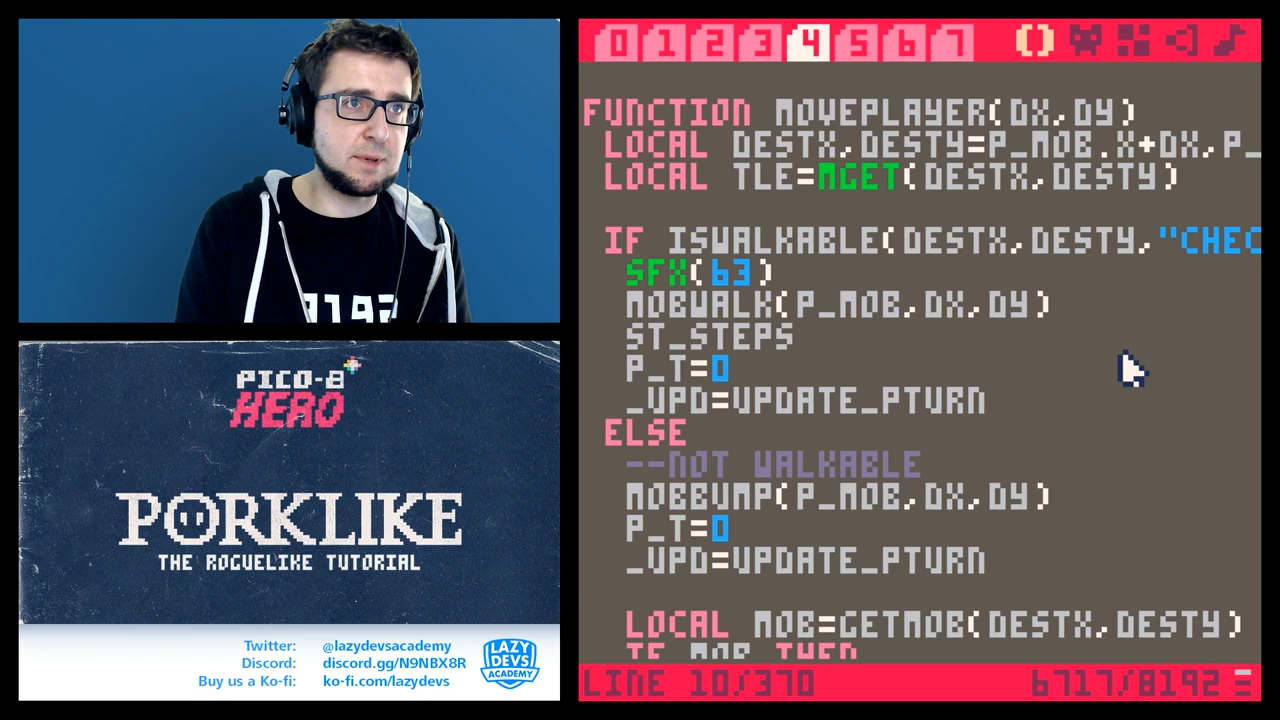 8192
PICO-8
HERO
PORKLIKE
THE ROGUELIKE TUTORIAL
Twitter: @lazydevsacademy
Discord: discord.gg/N9NBX8R
Buy us a Ko-fi: ko-fi.com/lazydevs
LAZY
DEVS
ACADEMY
0 1 2 3 4 5 6 7 ()
FUNCTION MOVEPLAYER(DX,DY)
LOCAL DESTX,DESTY=P_MOB.X+DX,P_
LOCAL TLE=MGET(DESTX,DESTY)
IF ISWALKABLE(DESTX,DESTY,"CHEC
SFX(63)
MOBWALK(P_MOB,DX,DY)
ST_STEPS
P_T=0
_UPD=UPDATE_PTURN
ELSE
--NOT WALKABLE
MOBBUMP(P_MOB,DX,DY)
P_T=0
_UPD=UPDATE_PTURN
LOCAL MOB=GETMOB(DESTX,DESTY)
IF MOB THEN
LINE 10/370
6717/8192